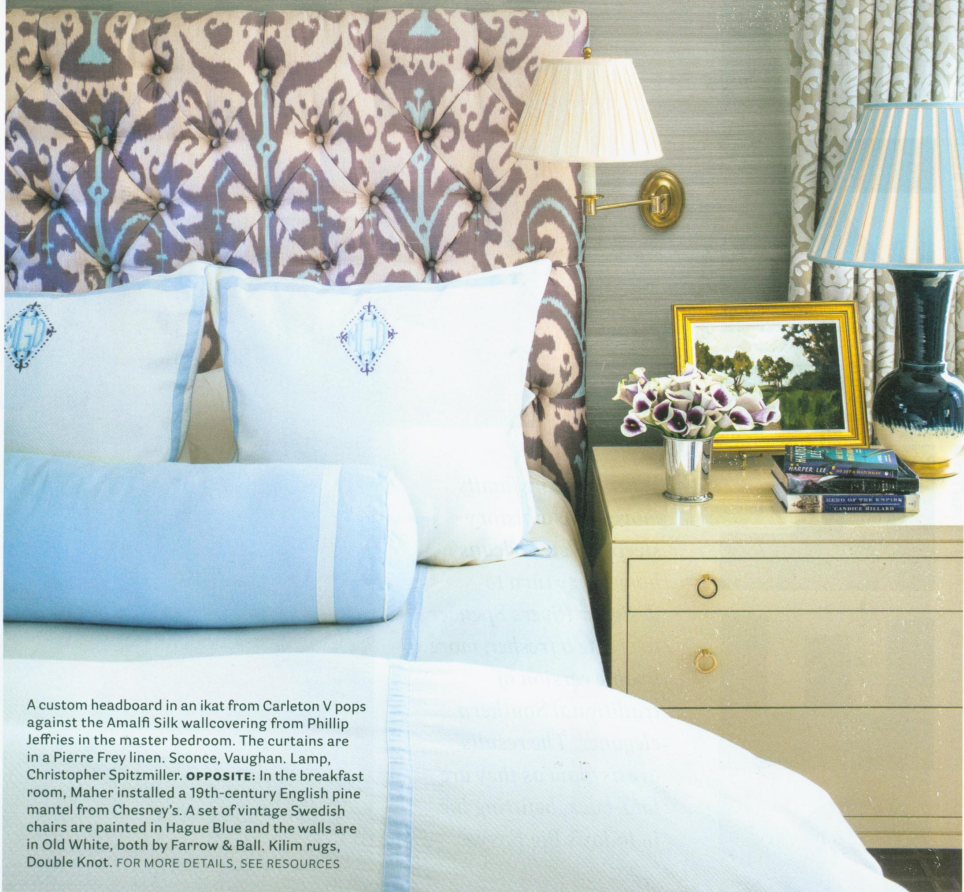 MGD
HARPER LEE
HERO OF THE EMPIRE
CANDICE MILLARD
A custom headboard in an ikat from Carleton V pops
against the Amalfi Silk wallcovering from Phillip
Jeffries in the master bedroom. The curtains are
in a Pierre Frey linen. Sconce, Vaughan. Lamp,
Christopher Spitzmiller. OPPOSITE: In the breakfast
room, Maher installed a 19th-century English pine
mantel from Chesney's. A set of vintage Swedish
chairs are painted in Hague Blue and the walls are
in Old White, both by Farrow & Ball. Kilim rugs,
Double Knot. FOR MORE DETAILS, SEE RESOURCES